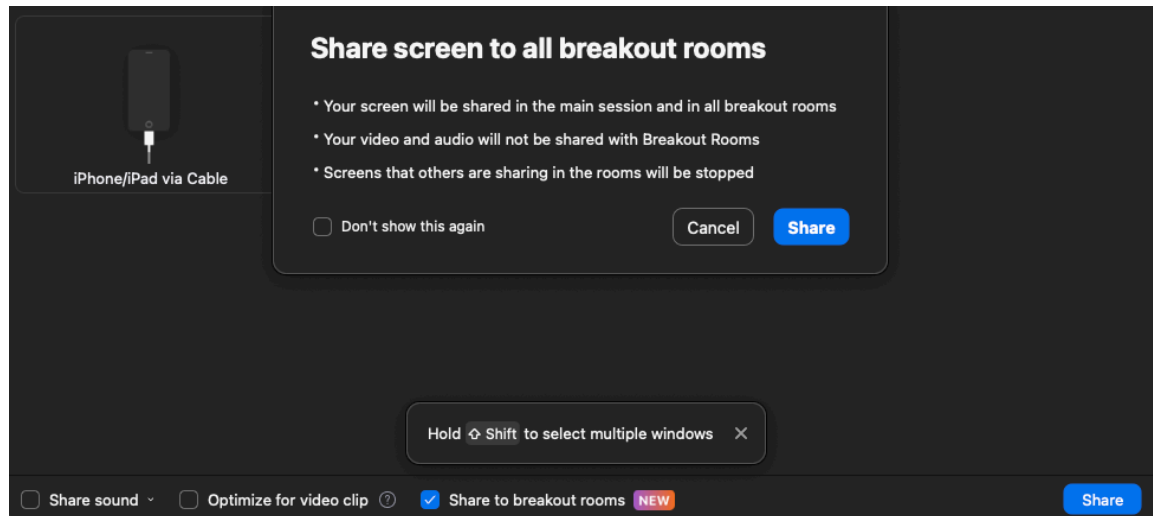 Share screen to all breakout rooms
• Your screen will be shared in the main session and in all breakout rooms
• Your video and audio will not be shared with Breakout Rooms
• Screens that others are sharing in the rooms will be stopped
iPhone/iPad via Cable
Don't show this again
Cancel
Share
Hold ⇧ Shift to select multiple windows ×
Share sound
Optimize for video clip ?
Share to breakout rooms NEW
Share